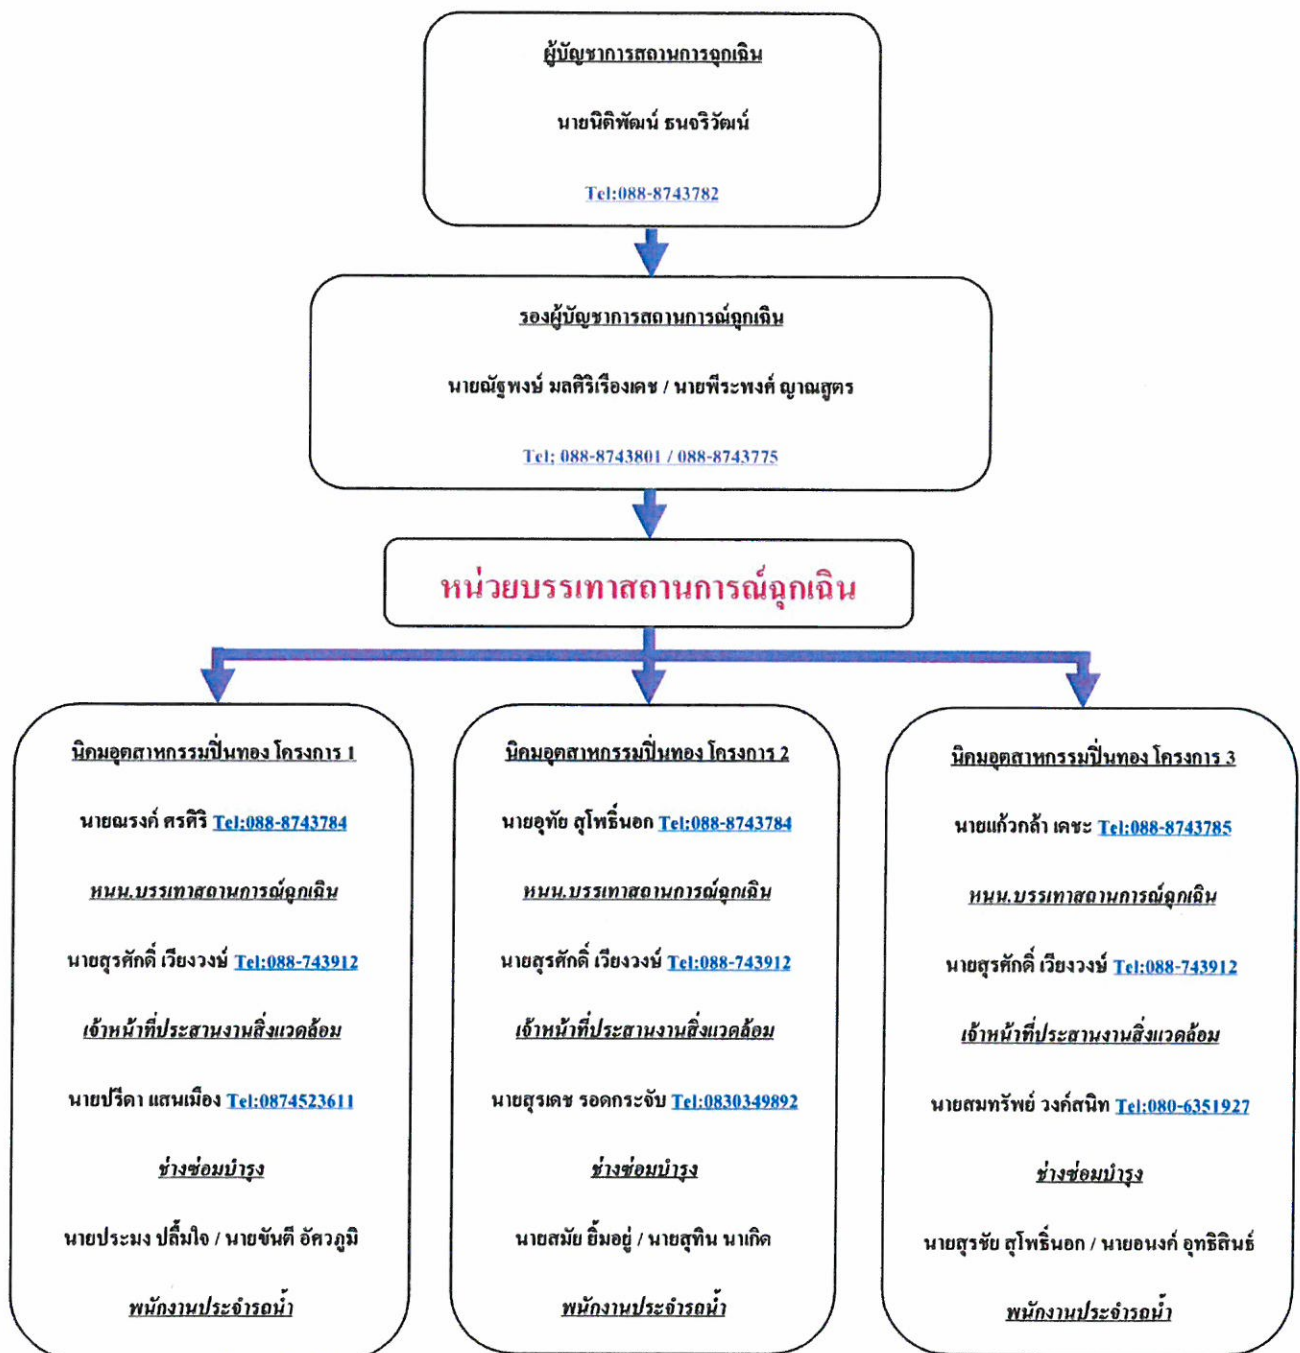 ผู้บัญชาการสถานการฉุกเฉิน
นายนิติพัฒน์ ธนจริวัฒน์
Tel:088-8743782
รองผู้บัญชาการสถานการณ์ฉุกเฉิน
นายณัฐพงษ์ มลศิริเรืองเดช / นายพีระพงศ์ ญาณสูตร
Tel; 088-8743801 / 088-8743775
หน่วยบรรเทาสถานการณ์ฉุกเฉิน
นิคมอุตสาหกรรมปิ่นทอง โครงการ 1
นายณรงค์ ศรศิริ Tel:088-8743784
หนน.บรรเทาสถานการณ์ฉูกเฉิน
นายสุรศักดิ์ เวียงวงษ์ Tel:088-743912
เจ้าหน้าที่ประสานงานสิ่งแวดล้อม
นายปรีดา แสนเมือง Tel:0874523611
ช่างซ่อมบำรุง
นายประมง ปลื้มใจ / นายขันตี อัศวภูมิ
พนักงานประจำรถน้ำ
นิคมอุตสาหกรรมปิ่นทอง โครงการ 2
นายอุทัย สุโพธิ์นอก Tel:088-8743784
หนน.บรรเทาสถานการณ์ฉุกเฉิน
นายสุรศักดิ์ เวียงวงษ์ Tel:088-743912
เจ้าหน้าที่ประสานงานสิ่งแวดล้อม
นายสุรเดช รอดกระจับ Tel:0830349892
ช่างซ่อมบำรุง
นายสมัย ยิ้มอยู่ / นายสุทิน นาเกิด
พนักงานประจำรถน้ำ
นิคมอุตสาหกรรมปิ่นทอง โครงการ 3
นายแก้วกล้า เดชะ Tel:088-8743785
หนน.บรรเทาสถานการณ์ฉุกเฉิน
นายสุรศักดิ์ เวียงวงษ์ Tel:088-743912
เจ้าหน้าที่ประสานงานสิ่งแวดล้อม
นายสมทรัพย์ วงค์สนิท Tel:080-6351927
ช่างซ่อมบำรุง
นายสุรชัย สุโพธิ์นอก / นายอนงค์ อุทธิสินธ์
พนักงานประจำรถน้ำ